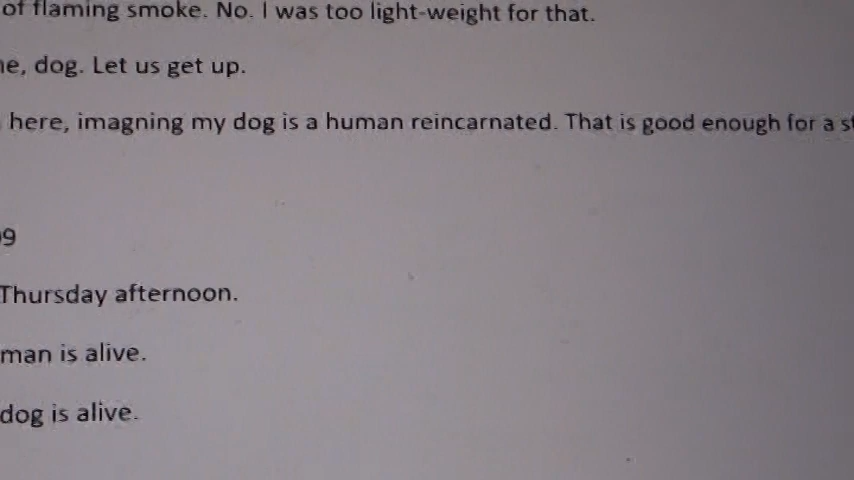 of flaming smoke. No. I was too light-weight for that.
dog. Let us get up.
here, imagning my dog is a human reincarnated. That is good enough for a
9
Thursday afternoon.
man is alive.
dog is alive.